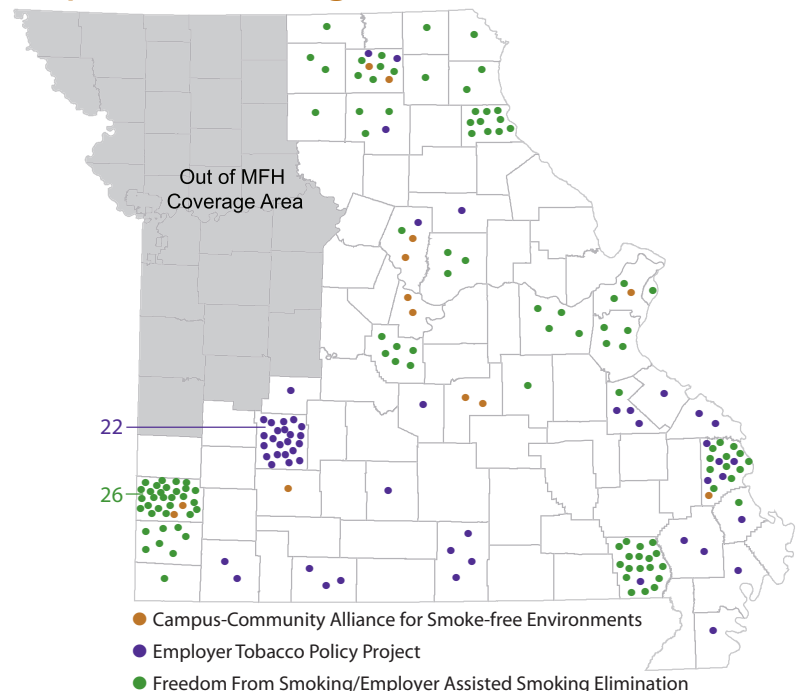 Out of MFH
Coverage Area
22
26
Campus-Community Alliance for Smoke-free Environments
Employer Tobacco Policy Project
Freedom From Smoking/Employer Assisted Smoking Elimination